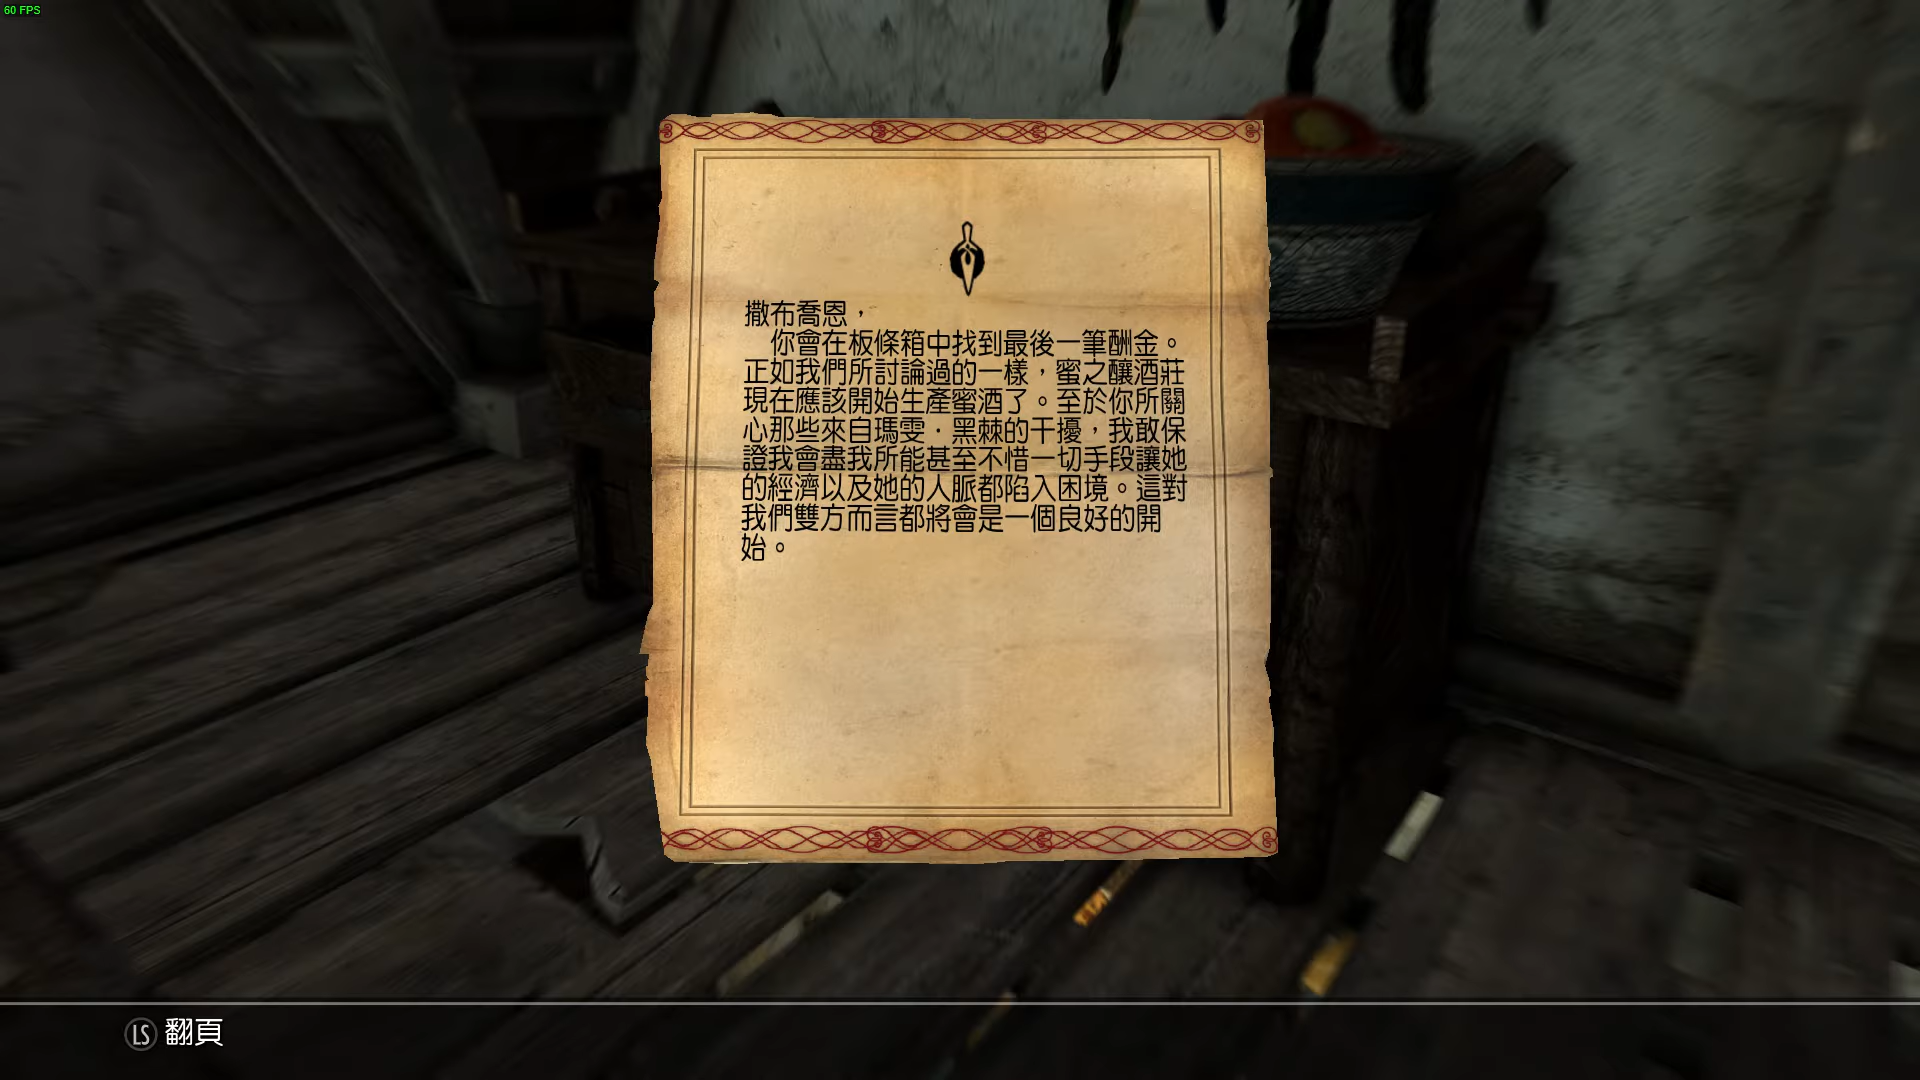 60 FPS
撒布喬恩，
你會在板條箱中找到最後一筆酬金。
正如我們所討論過的一樣，蜜之釀酒莊
現在應該開始生產蜜酒了。至於你所關
心那些來自瑪雯．黑棘的干擾，我敢保
證我會盡我所能甚至不惜一切手段讓她
的經濟以及她的人脈都陷入困境。這對
我們雙方而言都將會是一個良好的開
始。
LS 翻頁